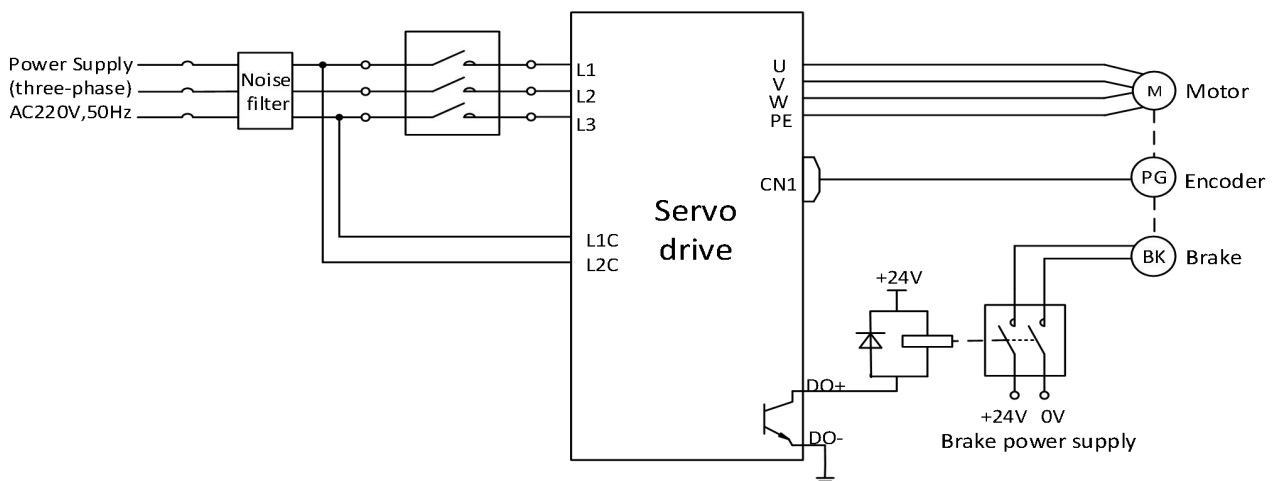 Power Supply
(three-phase)
AC220V,50Hz
Noise
filter
L1
L2
L3
L1C
L2C
Servo
drive
U
V
W
PE
CN1
DO+
DO-
M
Motor
PG
Encoder
BK
Brake
+24V
+24V 0V
Brake power supply